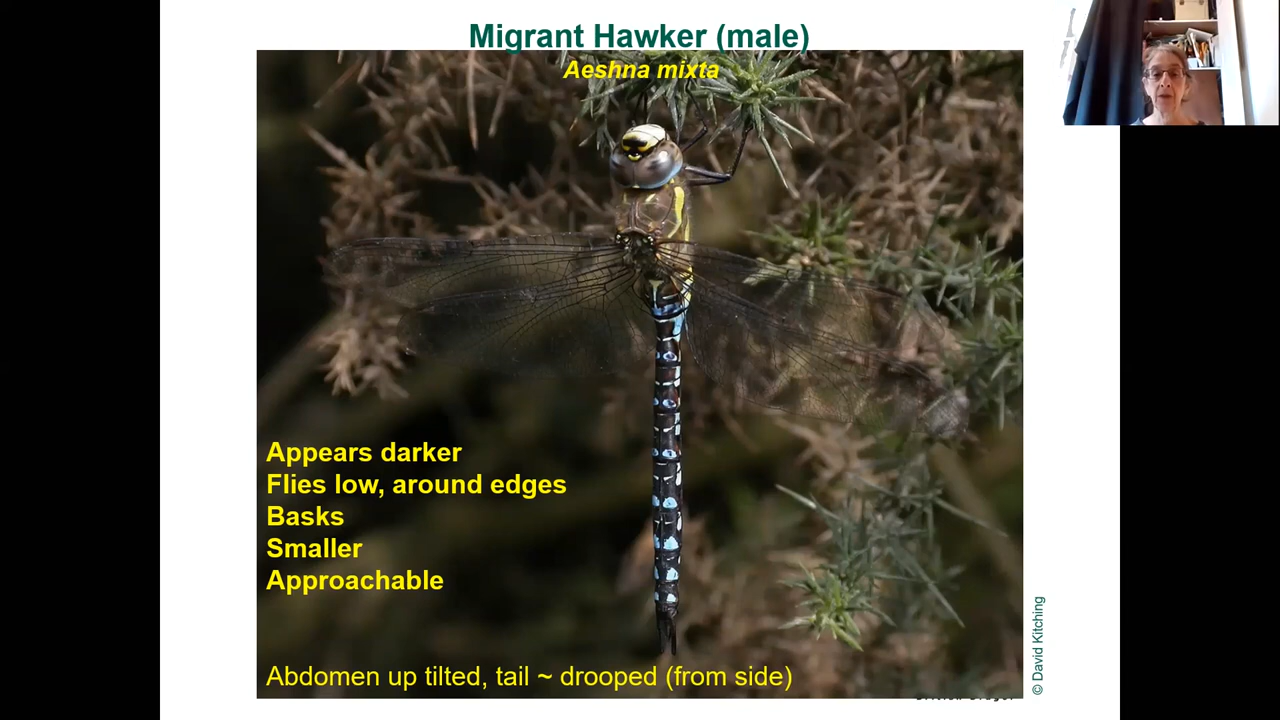 Migrant Hawker (male)
Aeshna mixta
Appears darker
Flies low, around edges
Basks
Smaller
Approachable
Abdomen up tilted, tail ~ drooped (from side)
© David Kitching